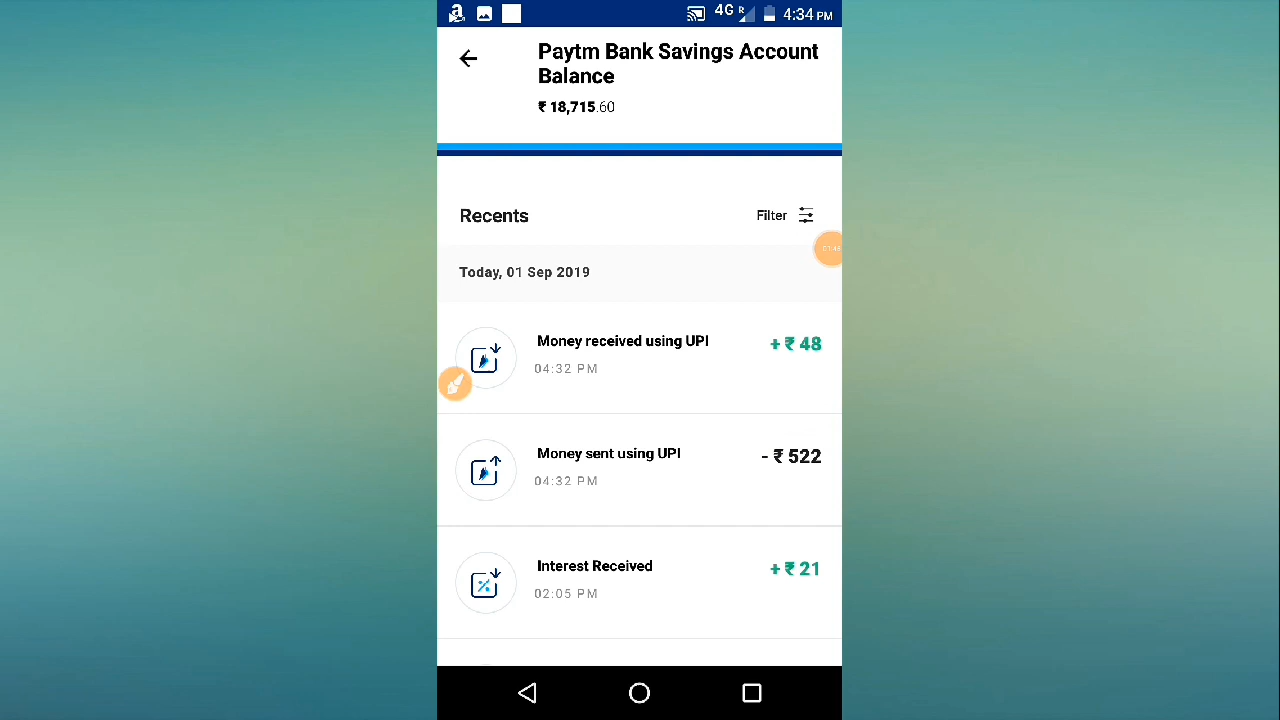 4G R 4:34 PM
Paytm Bank Savings Account
Balance
₹ 18,715.60
Recents
Filter
Today, 01 Sep 2019
Money received using UPI
+ ₹ 48
04:32 PM
Money sent using UPI
- ₹ 522
04:32 PM
Interest Received
+ ₹ 21
02:05 PM